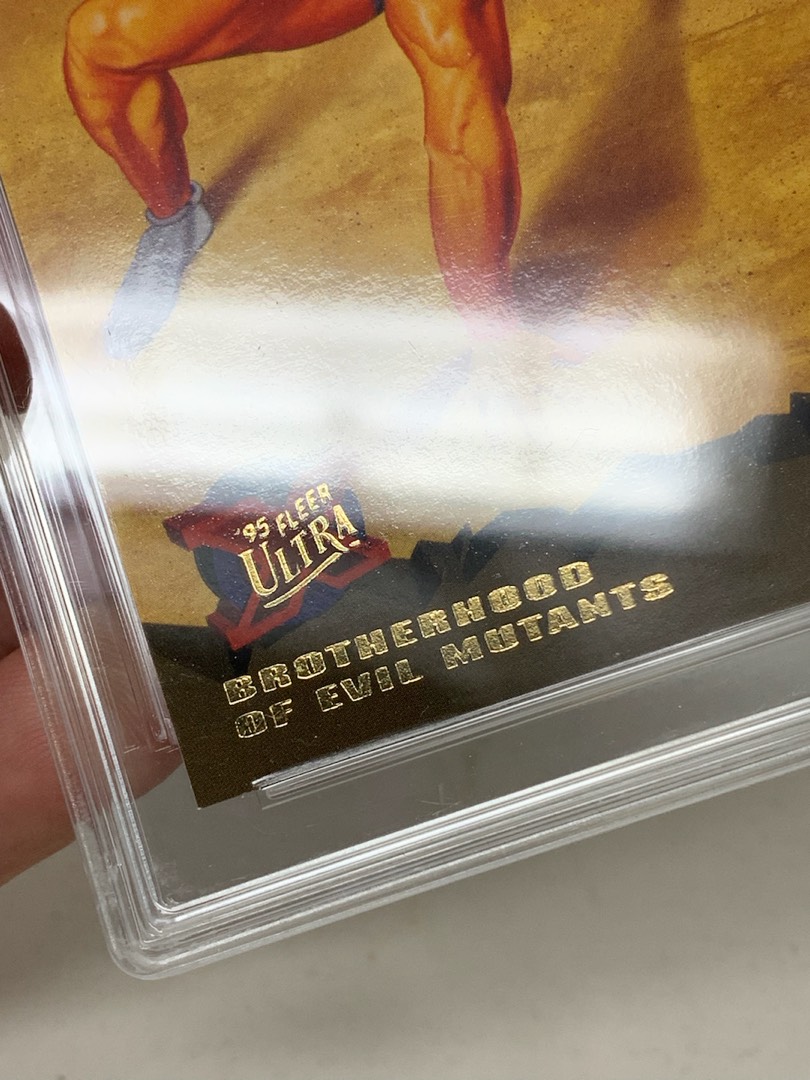 '95 FLEER
ULTRA
BROTHERHOOD
OF EVIL MUTANTS